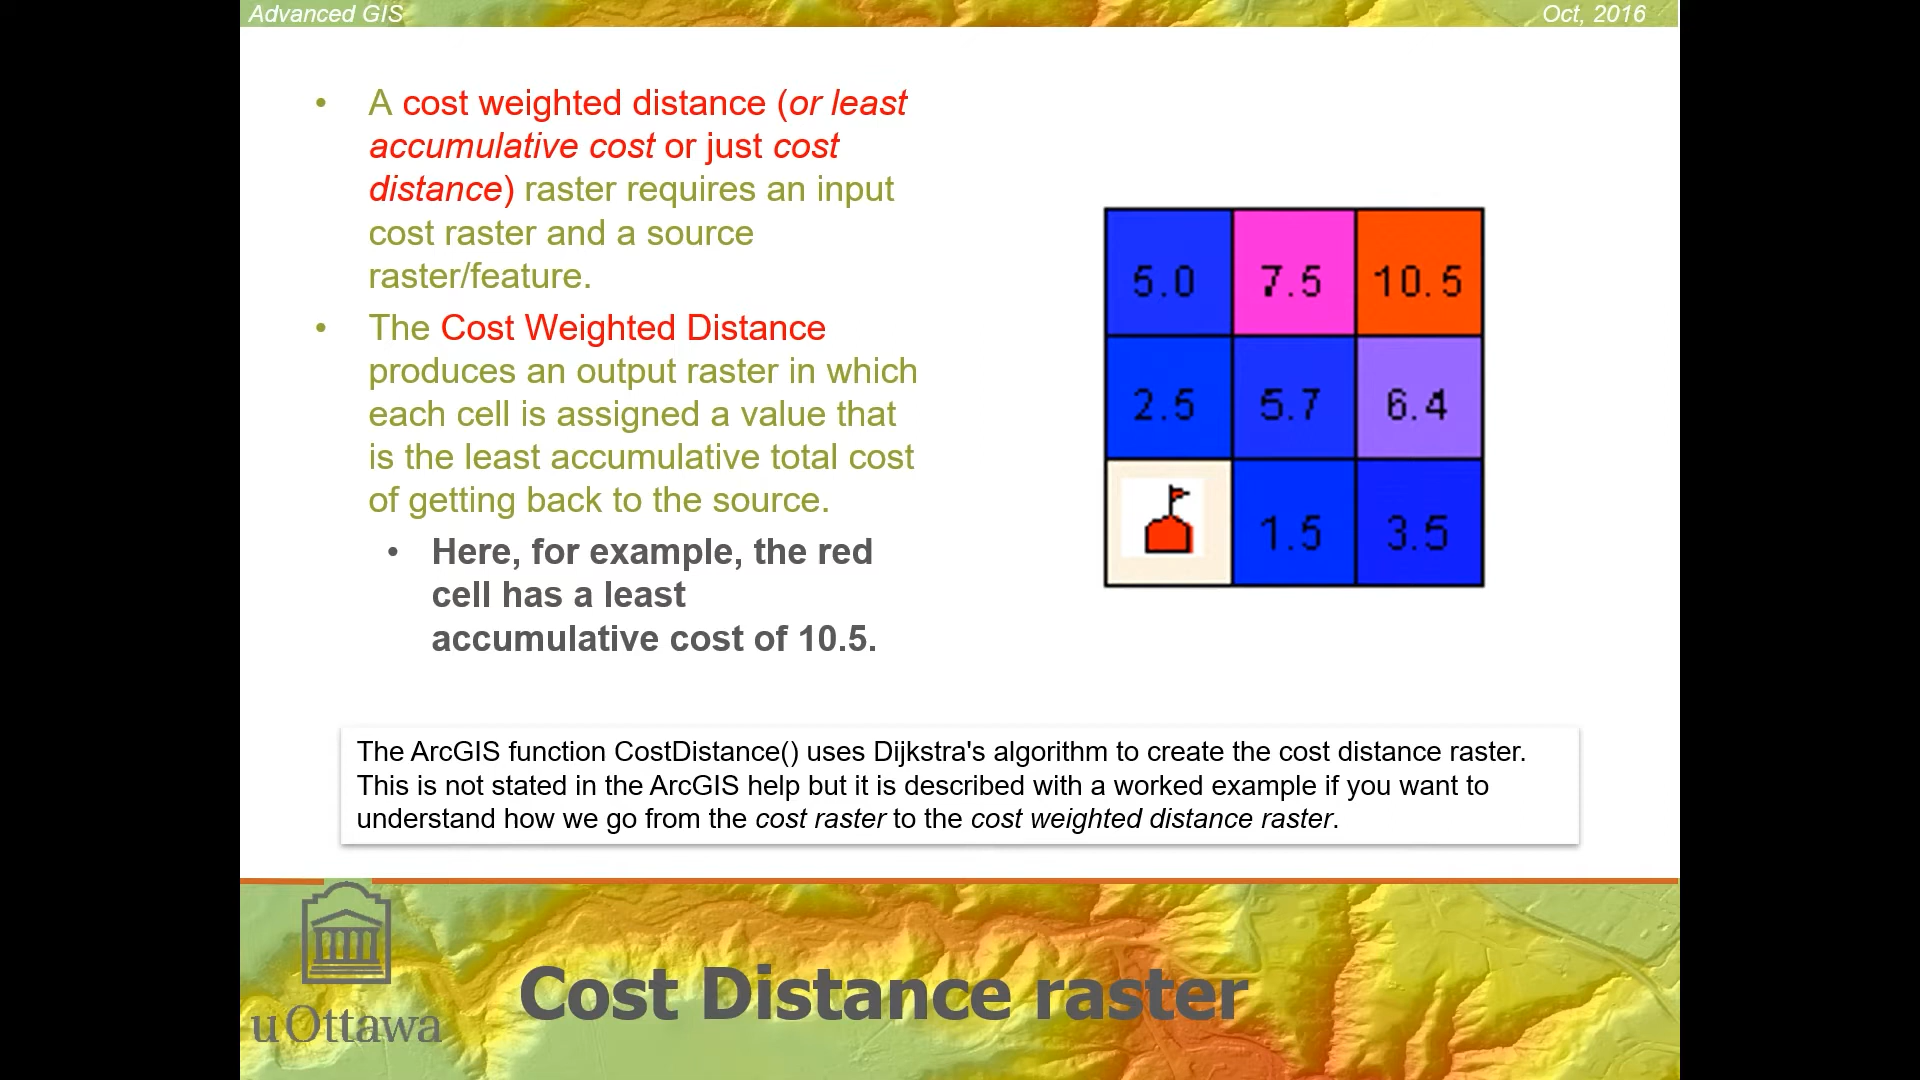 Advanced GIS
Oct, 2016
• A cost weighted distance (or least
accumulative cost or just cost
distance) raster requires an input
cost raster and a source
raster/feature.
• The Cost Weighted Distance
produces an output raster in which
each cell is assigned a value that
is the least accumulative total cost
of getting back to the source.
• Here, for example, the red
cell has a least
accumulative cost of 10.5.
5.0 7.5 10.5
2.5 5.7 6.4
1.5 3.5
The ArcGIS function CostDistance() uses Dijkstra's algorithm to create the cost distance raster.
This is not stated in the ArcGIS help but it is described with a worked example if you want to
understand how we go from the cost raster to the cost weighted distance raster.
uOttawa
Cost Distance raster